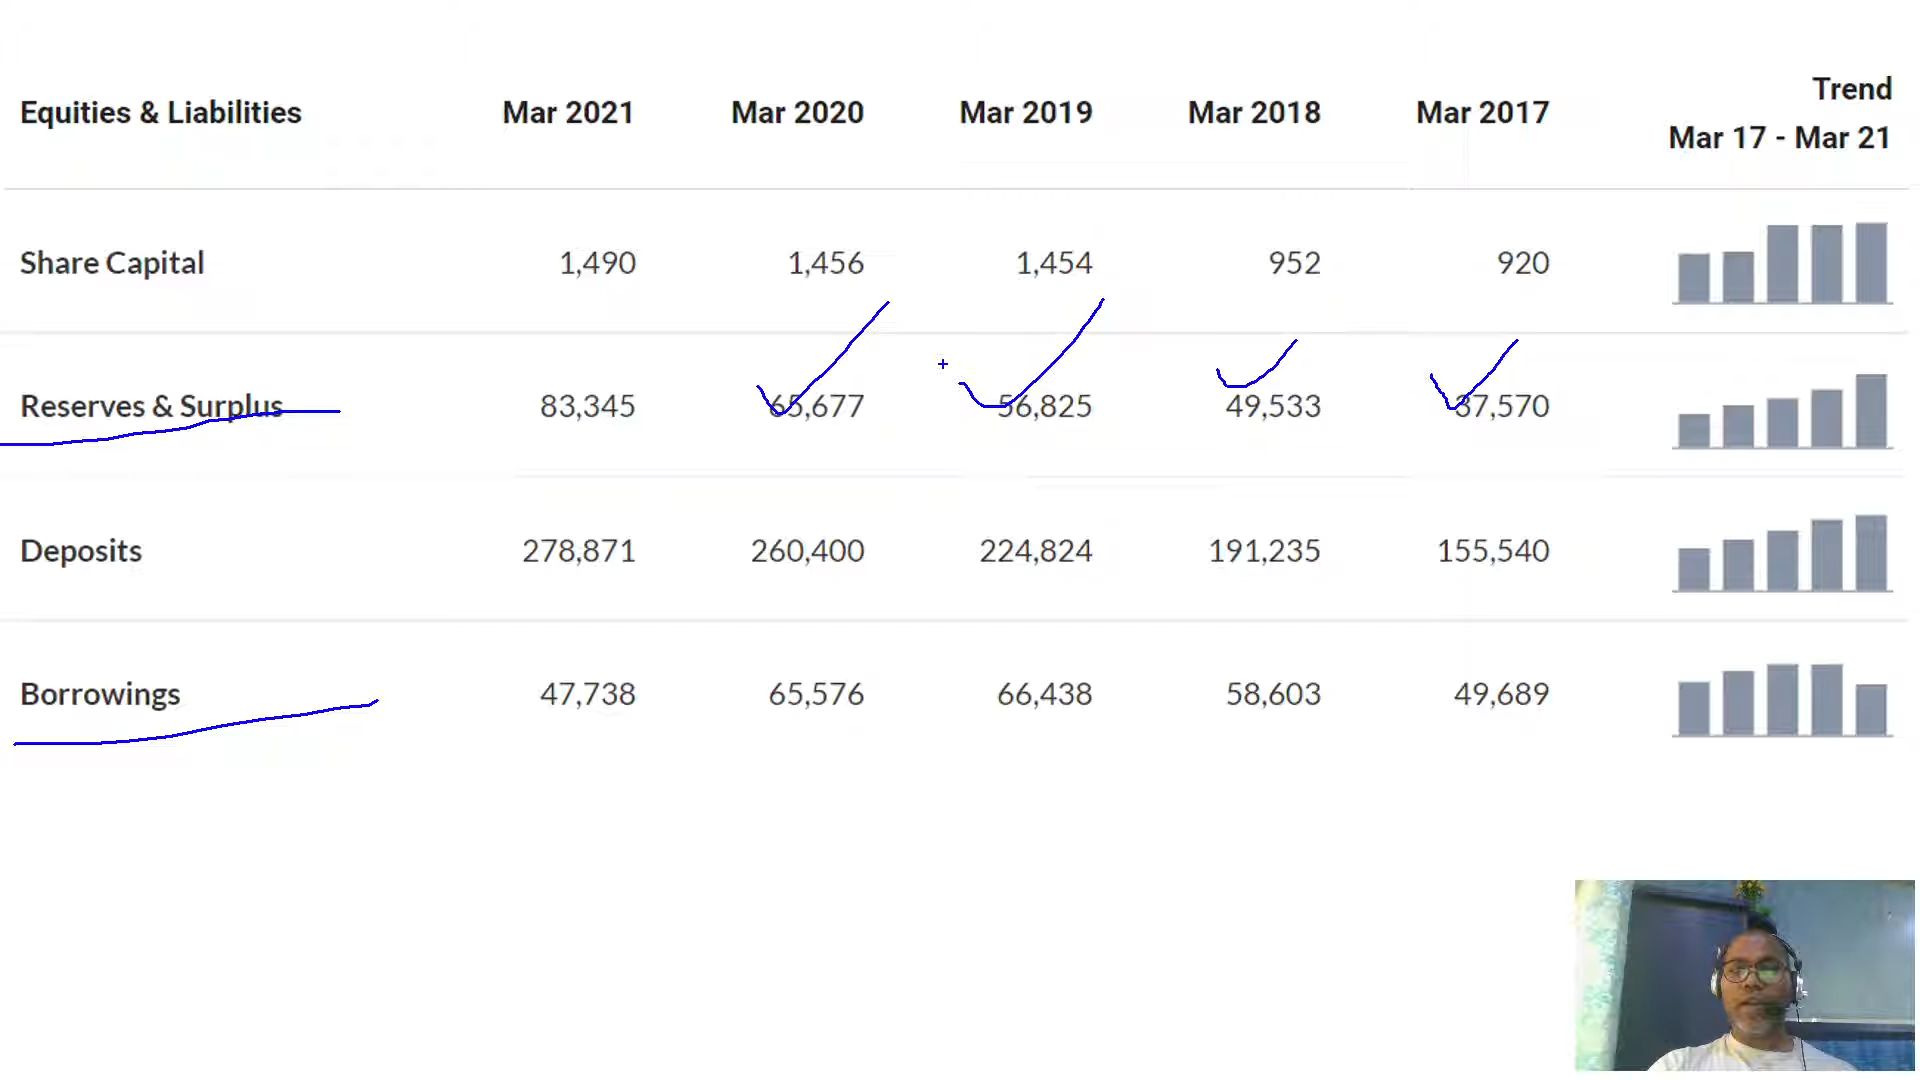 Equities & Liabilities Mar 2021 Mar 2020 Mar 2019 Mar 2018 Mar 2017 Trend
Mar 17 - Mar 21
Share Capital 1,490 1,456 1,454 952 920
Reserves & Surplus 83,345 65,677 56,825 49,533 37,570
Deposits 278,871 260,400 224,824 191,235 155,540
Borrowings 47,738 65,576 66,438 58,603 49,689